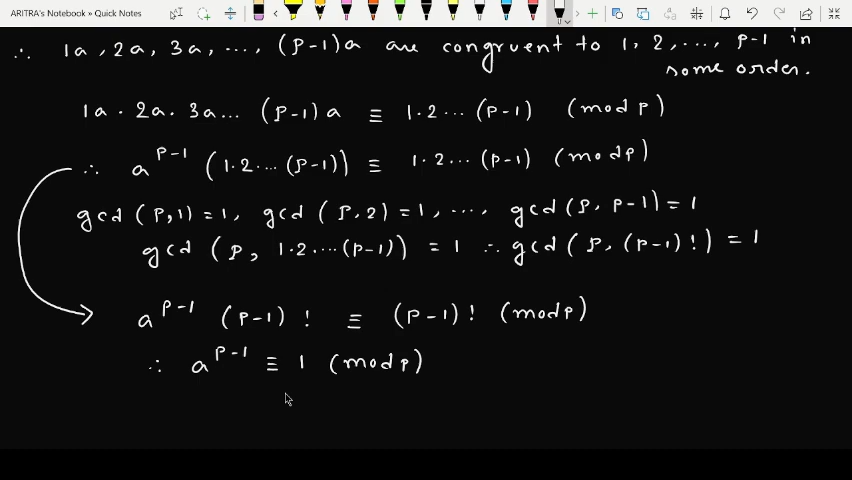 ARITRA's Notebook » Quick Notes
∴ 1a, 2a, 3a, ..., (p-1)a are congruent to 1, 2, ..., p-1 in
some order.
1a · 2a · 3a... (p-1) a ≡ 1·2... (p-1) (mod p)
∴ a^(p-1) (1·2...(p-1)) ≡ 1·2... (p-1) (mod p)
gcd (p,1) = 1, gcd (p,2) = 1, ..., gcd (p, p-1) = 1
gcd (p, 1·2...(p-1)) = 1 ∴ gcd (p, (p-1)!) = 1
a^(p-1) (p-1)! ≡ (p-1)! (mod p)
∴ a^(p-1) ≡ 1 (mod p)